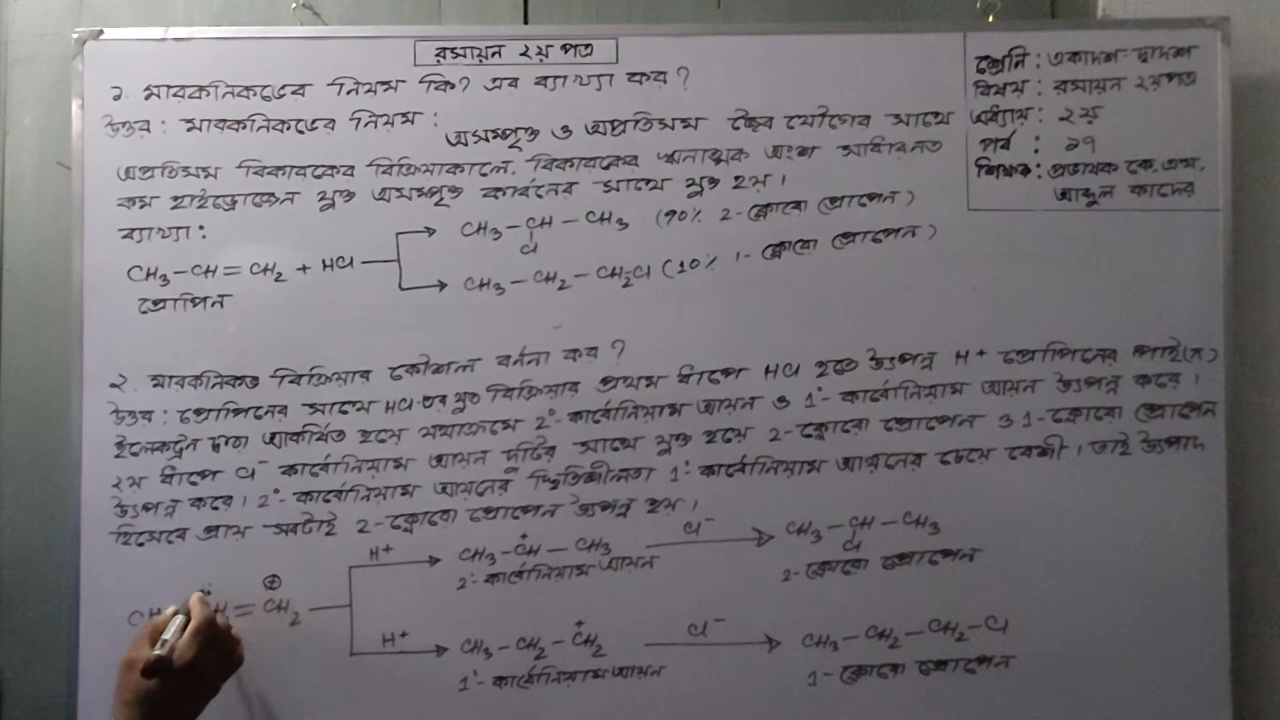 রসায়ন ২য় পত্র
শ্রেনি : একাদশ-দ্বাদশ
বিষয় : রসায়ন ২য় পত্র
অধ্যায় : ২য়
পর্ব : ১৭
শিক্ষক : প্রভাষক কে. এম.
আব্দুল কাদের
১. মারকনিকভের নিয়ম কি? এর ব্যাখ্যা কর?
উত্তর : মারকনিকভের নিয়ম : অসম্পৃক্ত ও অপ্রতিসম জৈব যৌগের সাথে
অপ্রতিসম বিকারকের বিক্রিয়াকালে, বিকারকের ঋনাত্মক অংশ সাধারনত
কম হাইড্রোজেন যুক্ত অসম্পৃক্ত কার্বনের সাথে যুক্ত হয়।
ব্যাখ্যা :
CH3-CH-CH3 (90% 2-ক্লোরো প্রোপেন)
Cl
CH3-CH=CH2 + HCl
CH3-CH2-CH2Cl (10% 1-ক্লোরো প্রোপেন)
প্রোপিন
২. মারকনিকভ বিক্রিয়ার কৌশল বর্ননা কর?
উত্তর : প্রোপিনের সাথে HCl-এর যুত বিক্রিয়ার প্রথম ধাপে HCl হতে উৎপন্ন H+ প্রোপিনের পাই(π)
ইলেকট্রন দ্বারা আকর্ষিত হয়ে যথাক্রমে 2°-কার্বোনিয়াম আয়ন ও 1°-কার্বোনিয়াম আয়ন উৎপন্ন করে।
২য় ধাপে Cl- কার্বোনিয়াম আয়ন দুটির সাথে যুক্ত হয়ে 2-ক্লোরো প্রোপেন ও 1-ক্লোরো প্রোপেন
উৎপন্ন করে। 2°-কার্বোনিয়াম আয়নের স্থিতিশীলতা 1°-কার্বোনিয়াম আয়নের চেয়ে বেশী। তাই উৎপাদ
হিসেবে প্রায় সবটাই 2-ক্লোরো প্রোপেন উৎপন্ন হয়।
H+ CH3-C+H-CH3 Cl- CH3-CH-CH3
Cl
2°-কার্বোনিয়াম আয়ন 2-ক্লোরো প্রোপেন
⊕
= CH2
H+ CH3-CH2-C+H2 Cl- CH3-CH2-CH2-Cl
1°-কার্বোনিয়াম আয়ন 1-ক্লোরো প্রোপেন